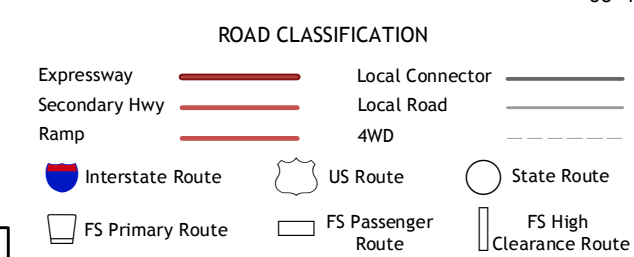 ROAD CLASSIFICATION
Expressway
Local Connector
Secondary Hwy
Local Road
Ramp
4WD
Interstate Route
US Route
State Route
FS Primary Route
FS Passenger
Route
FS High
Clearance Route